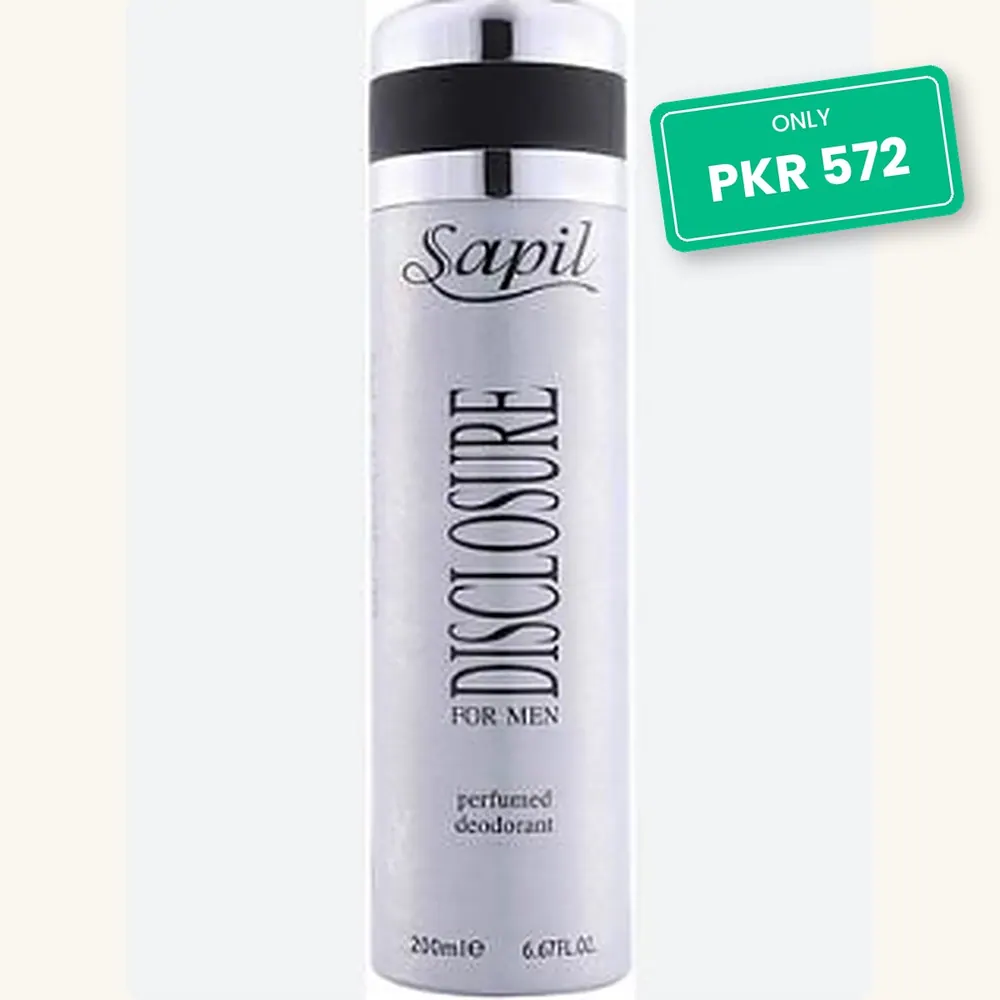 ONLY
PKR 572
Sapil
DISCLOSURE
FOR MEN
perfumed
deodorant
200ml℮ 6.67FL.OZ.